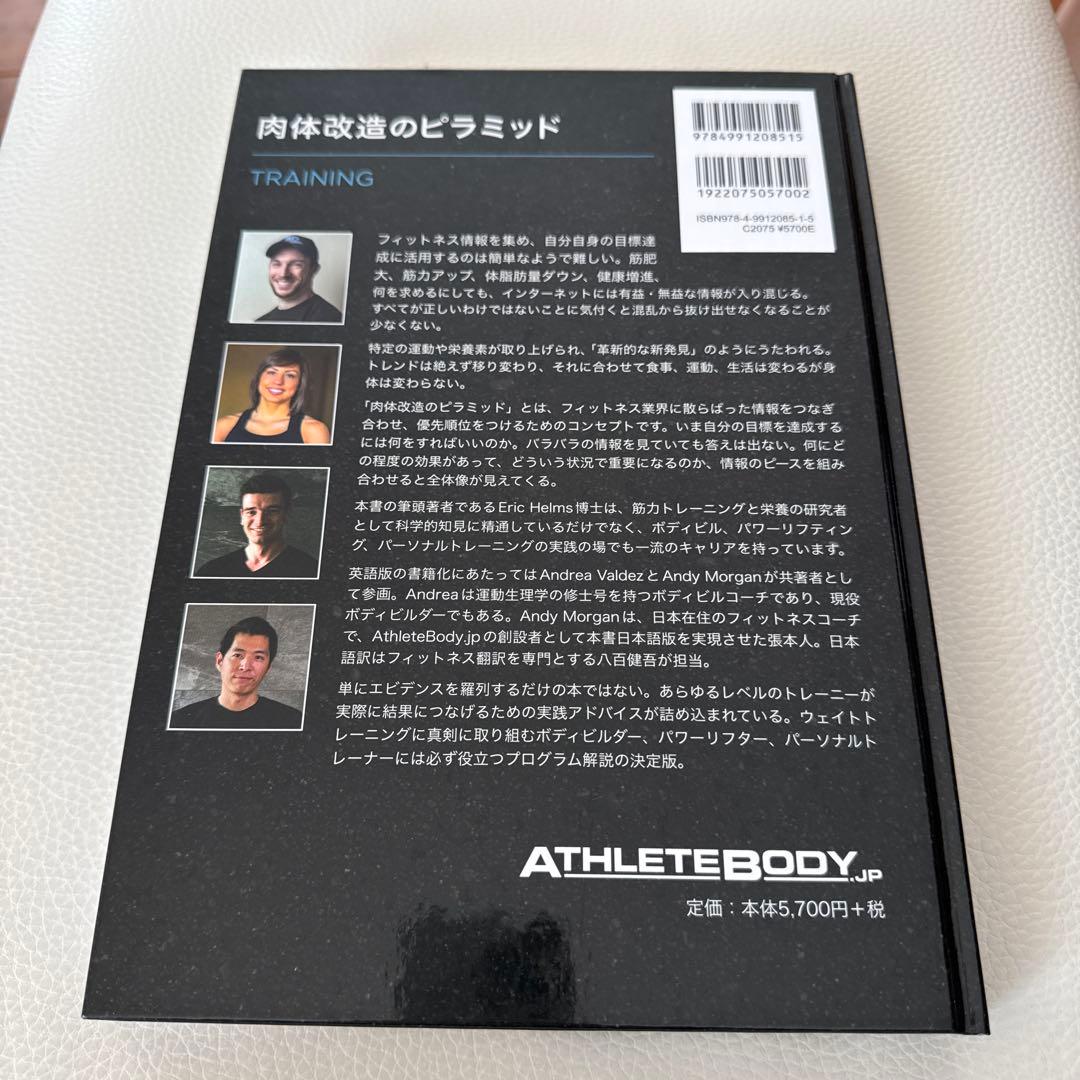 肉体改造のピラミッド
TRAINING
9784991208515
1922075057002
ISBN978-4-9912085-1-5
C2075 ¥5700E
フィットネス情報を集め、自分自身の目標達
成に活用するのは簡単なようで難しい。筋肥
大、筋力アップ、体脂肪量ダウン、健康増進、
何を求めるにしても、インターネットには有益・無益な情報が入り混じる。
すべてが正しいわけではないことに気付くと混乱から抜け出せなくなることが
少なくない。
特定の運動や栄養素が取り上げられ、「革新的な新発見」のようにうたわれる。
トレンドは絶えず移り変わり、それに合わせて食事、運動、生活は変わるが身
体は変わらない。
「肉体改造のピラミッド」とは、フィットネス業界に散らばった情報をつなぎ
合わせ、優先順位をつけるためのコンセプトです。いま自分の目標を達成する
には何をすればいいのか。バラバラの情報を見ていても答えは出ない。何にど
の程度の効果があって、どういう状況で重要になるのか、情報のピースを組み
合わせると全体像が見えてくる。
本書の筆頭著者であるEric Helms博士は、筋力トレーニングと栄養の研究者
として科学的知見に精通しているだけでなく、ボディビル、パワーリフティン
グ、パーソナルトレーニングの実践の場でも一流のキャリアを持っています。
英語版の書籍化にあたってはAndrea ValdezとAndy Morganが共著者とし
て参画。Andreaは運動生理学の修士号を持つボディビルコーチであり、現役
ボディビルダーでもある。Andy Morganは、日本在住のフィットネスコーチ
で、AthleteBody.jpの創設者として本書日本語版を実現させた張本人。日本
語訳はフィットネス翻訳を専門とする八百健吾が担当。
単にエビデンスを羅列するだけの本ではない。あらゆるレベルのトレーニーが
実際に結果につなげるための実践アドバイスが詰め込まれている。ウェイトト
レーニングに真剣に取り組むボディビルダー、パワーリフター、パーソナルト
レーナーには必ず役立つプログラム解説の決定版。
ATHLETEBODY.JP
定価：本体5,700円＋税